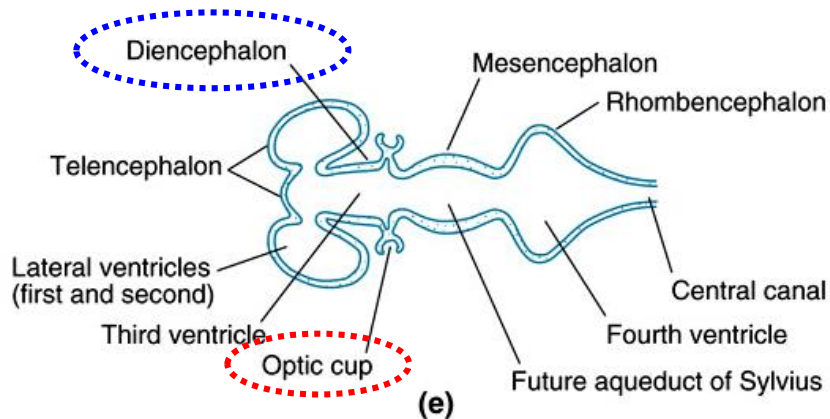 Diencephalon
Mesencephalon
Rhombencephalon
Telencephalon
Lateral ventricles
(first and second)
Central canal
Third ventricle
Fourth ventricle
Optic cup
Future aqueduct of Sylvius
(e)